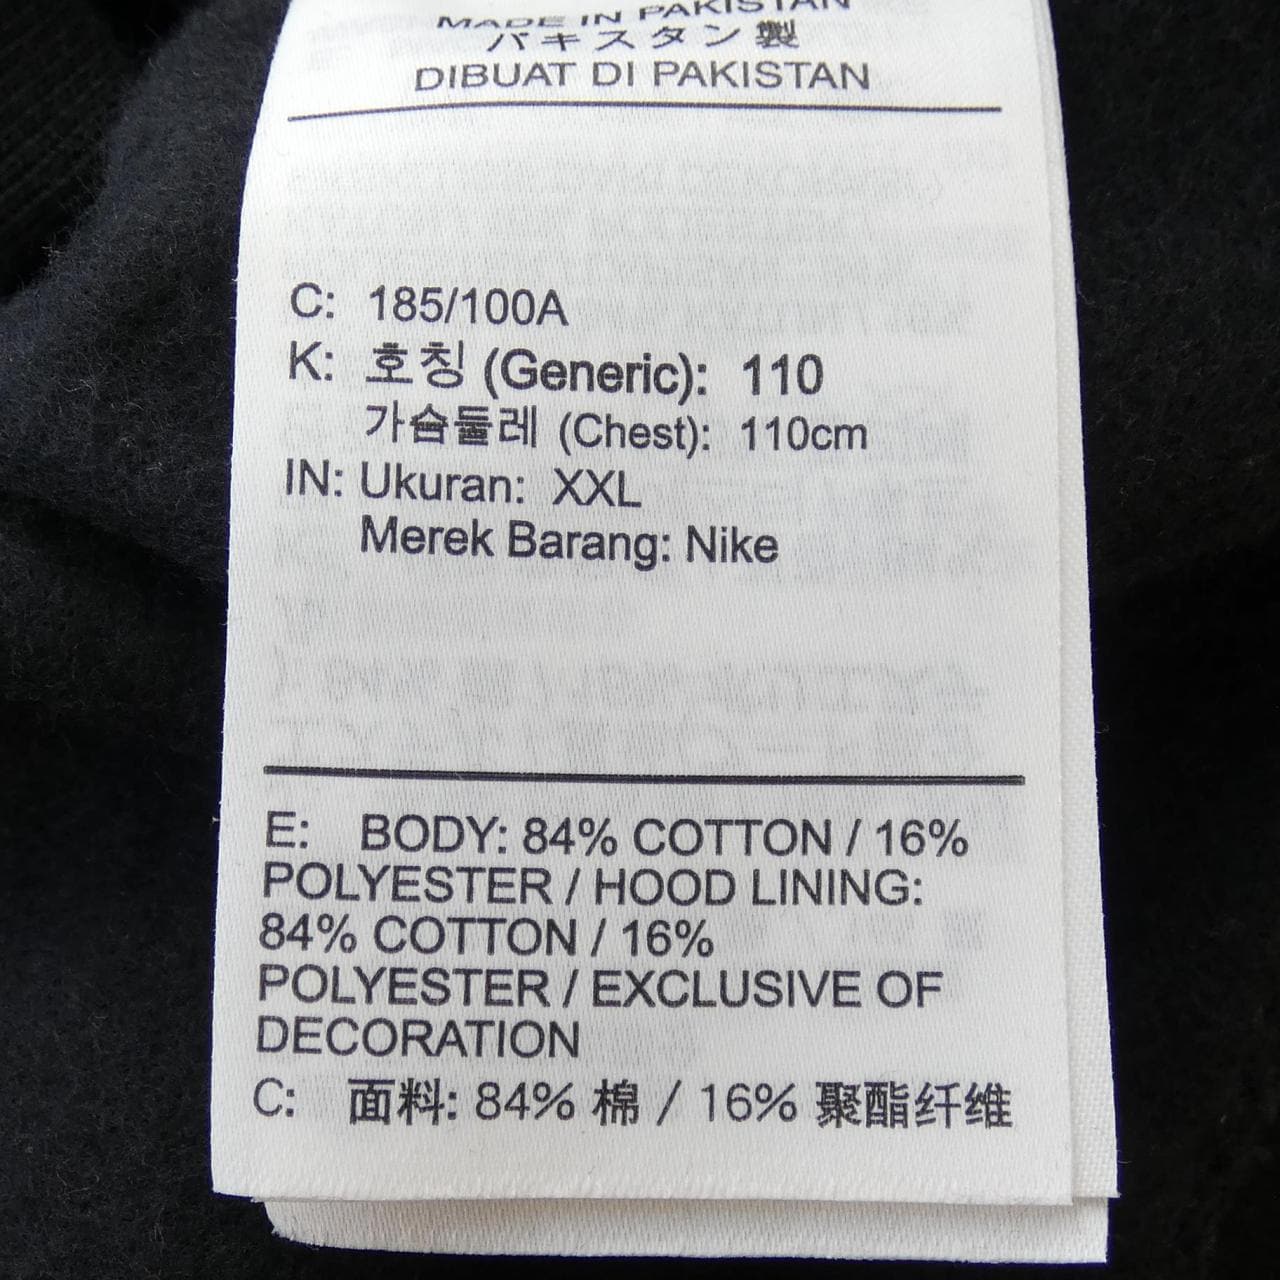 MADE IN PAKISTAN
パキスタン製
DIBUAT DI PAKISTAN
C: 185/100A
K: 호칭 (Generic): 110
가슴둘레 (Chest): 110cm
IN: Ukuran: XXL
Merek Barang: Nike
E: BODY: 84% COTTON / 16%
POLYESTER / HOOD LINING:
84% COTTON / 16%
POLYESTER / EXCLUSIVE OF
DECORATION
C: 面料: 84% 棉 / 16% 聚酯纤维